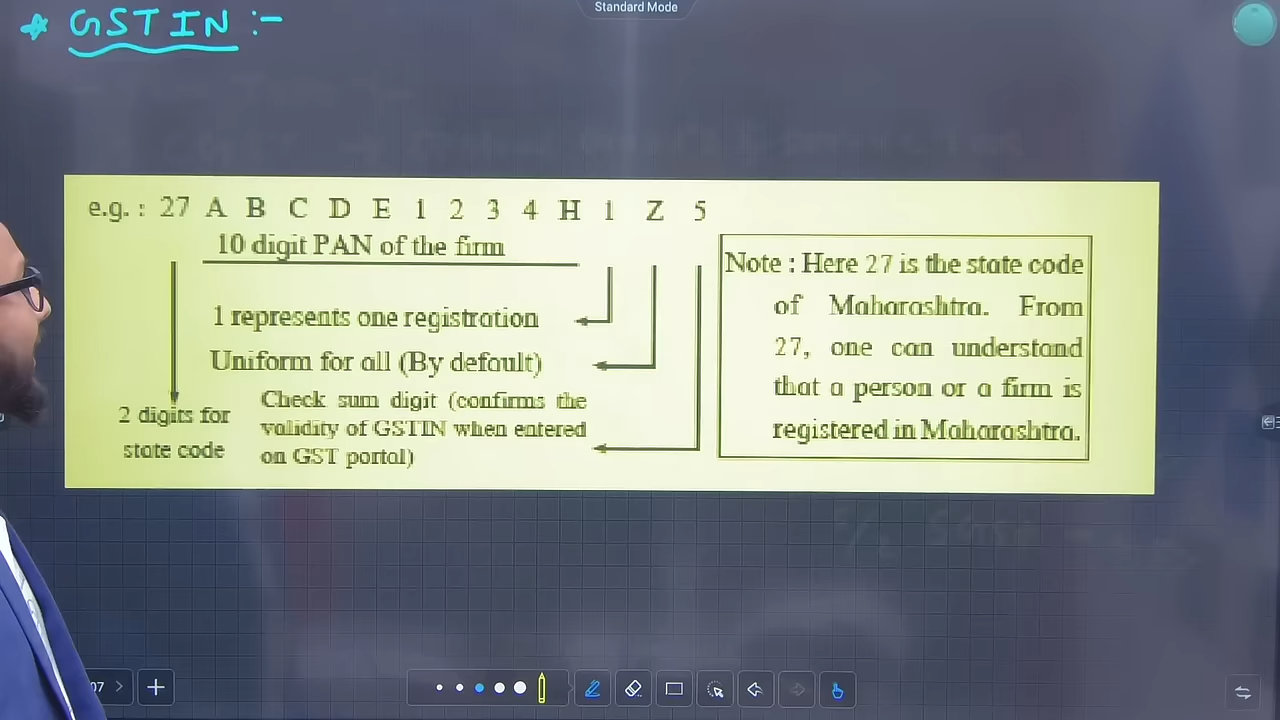 Standard Mode
* GSTIN :-
e.g. : 27 A B C D E 1 2 3 4 H 1 Z 5
10 digit PAN of the firm
1 represents one registration
Uniform for all (By default)
2 digits for
state code
Check sum digit (confirms the
validity of GSTIN when entered
on GST portal)
Note : Here 27 is the state code
of Maharashtra. From
27, one can understand
that a person or a firm is
registered in Maharashtra.
07